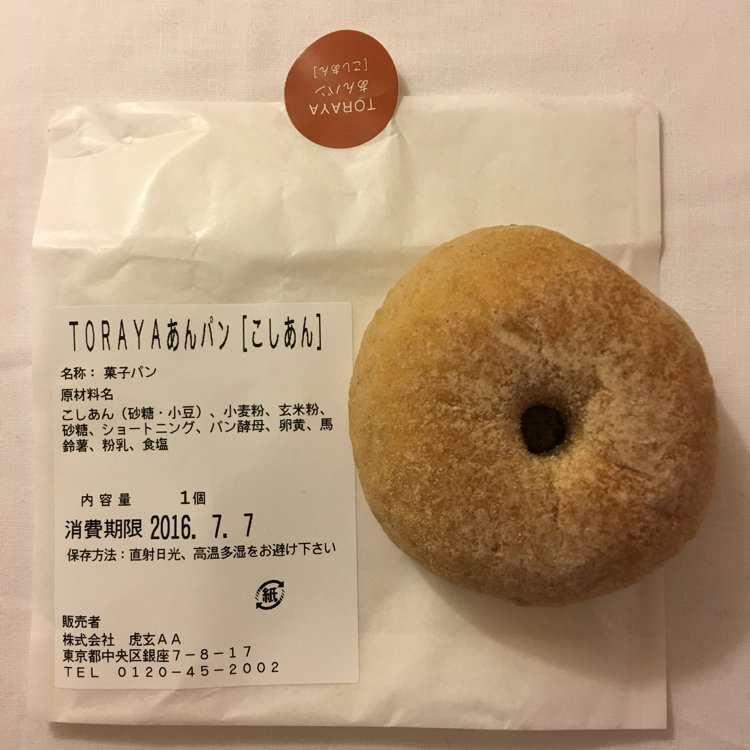 TORAYA
あんパン
[こしあん]
TORAYAあんパン[こしあん]
名称：菓子パン
原材料名
こしあん（砂糖・小豆）、小麦粉、玄米粉、
砂糖、ショートニング、パン酵母、卵黄、馬
鈴薯、粉乳、食塩
内容量 1個
消費期限 2016. 7. 7
保存方法：直射日光、高温多湿をお避け下さい
紙
販売者
株式会社 虎玄AA
東京都中央区銀座7－8－17
TEL 0120-45-2002